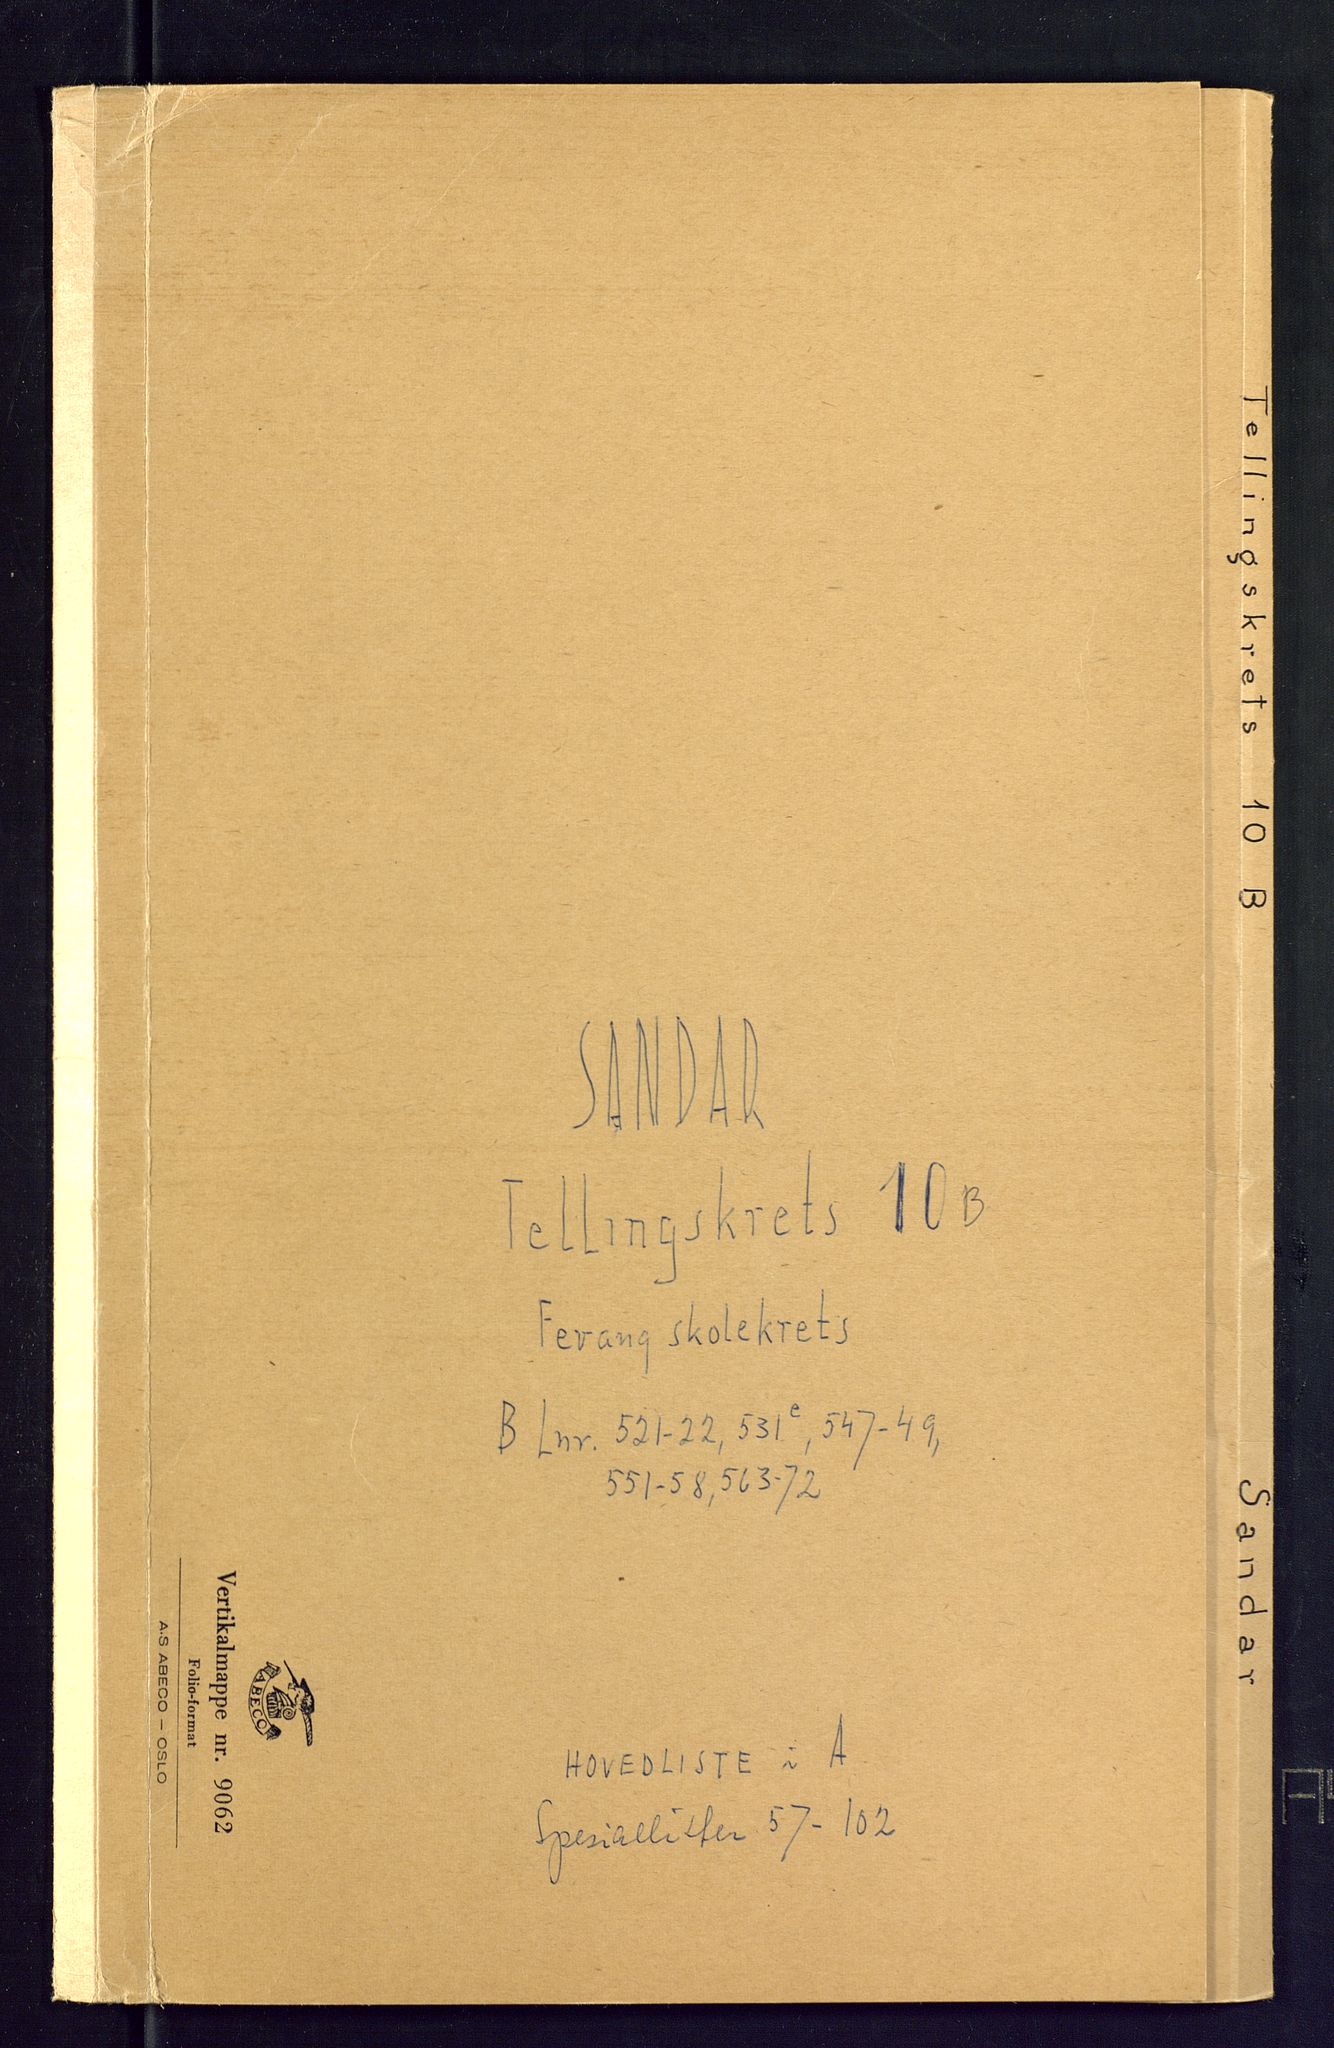 SANDAR
Tellingskrets 10 B
Fevang skolekrets
B Lnr. 521-22, 531e, 547-49,
551-58, 563-72
HOVEDLISTE i A
Spesiallister 57-102
Tellingskrets 10 B
Sandar
ABECO
Vertikalmappe nr. 9062
Folio-format
A.S ABECO – OSLO